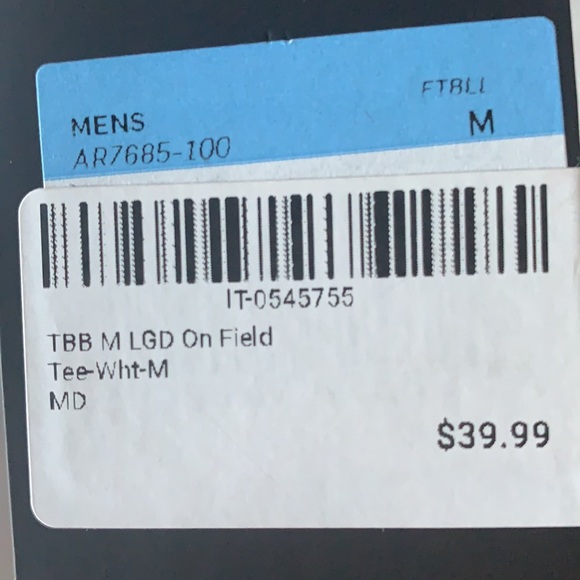 FTBLL
MENS
M
AR7685-100
IT-0545755
TBB M LGD On Field
Tee-Wht-M
MD
$39.99